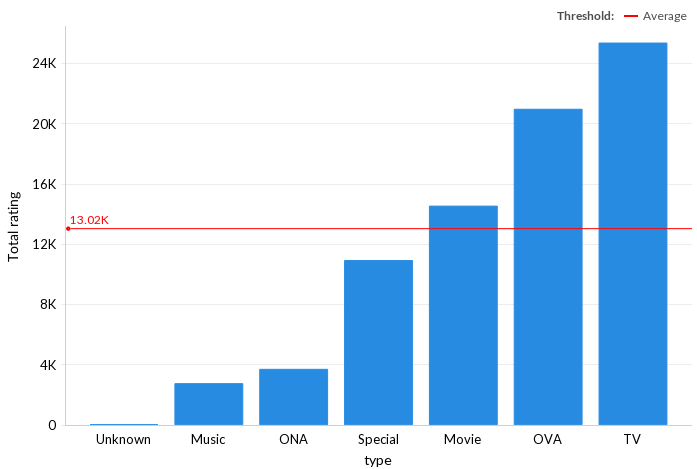 Threshold: Average
Total rating
24K
20K
16K
13.02K
12K
8K
4K
0
Unknown Music ONA Special Movie OVA TV
type